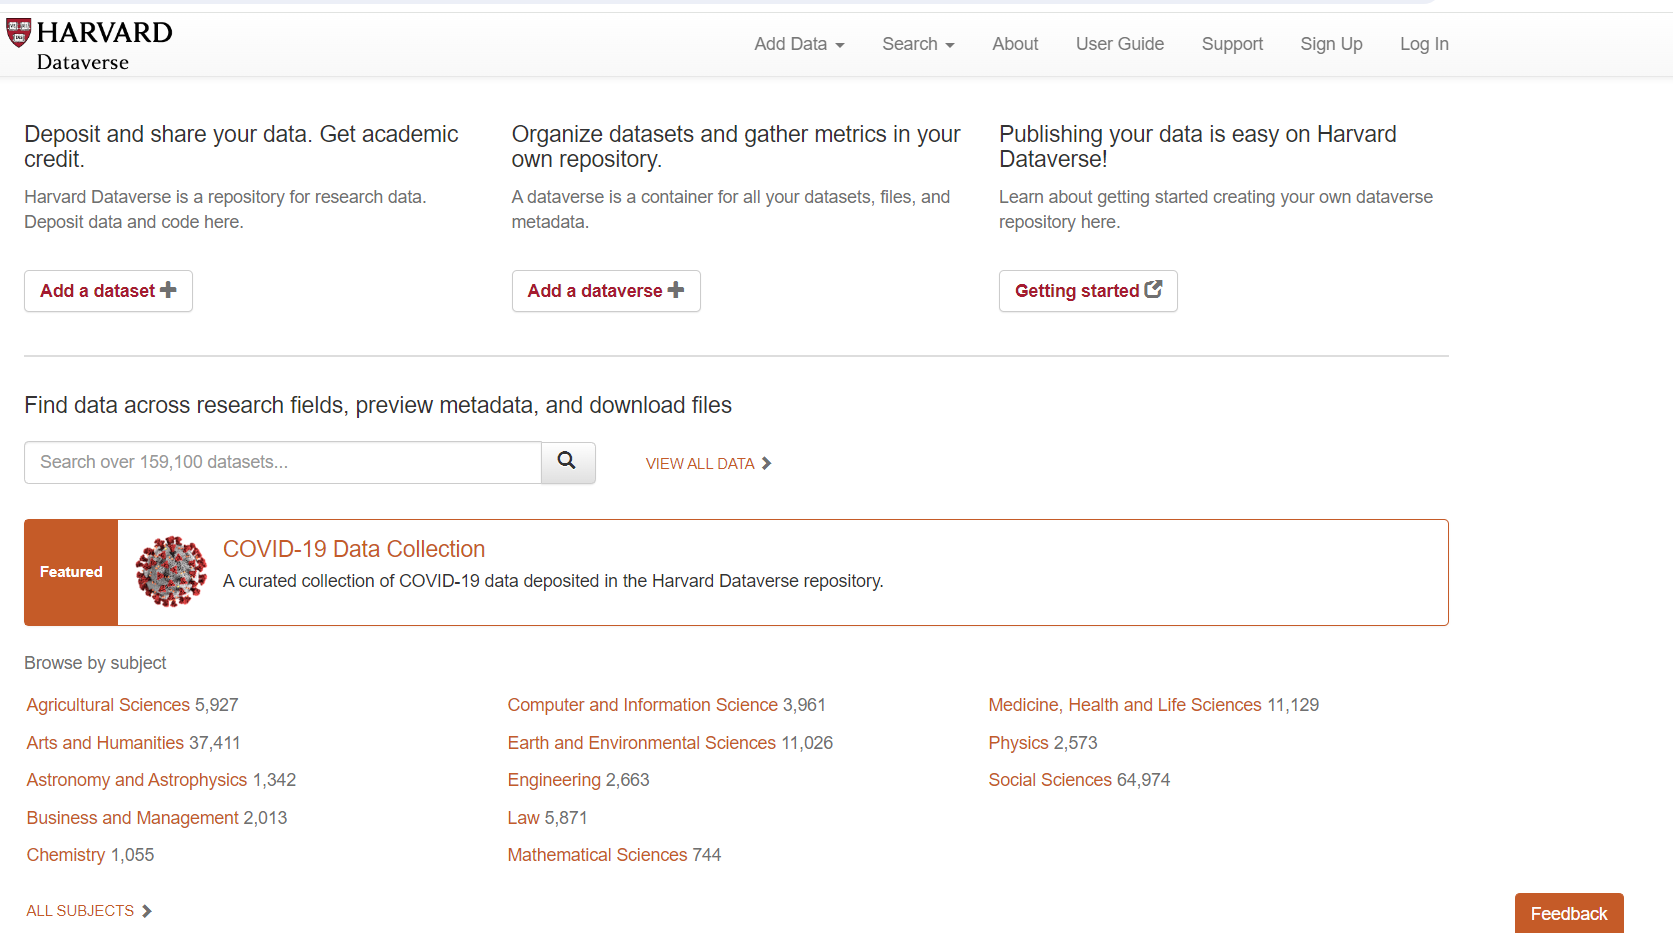 HARVARD
Dataverse
Add Data
Search
About
User Guide
Support
Sign Up
Log In
Deposit and share your data. Get academic
credit.
Harvard Dataverse is a repository for research data.
Deposit data and code here.
Add a dataset
Organize datasets and gather metrics in your
own repository.
A dataverse is a container for all your datasets, files, and
metadata.
Add a dataverse
Publishing your data is easy on Harvard
Dataverse!
Learn about getting started creating your own dataverse
repository here.
Getting started
Find data across research fields, preview metadata, and download files
Search over 159,100 datasets...
VIEW ALL DATA
Featured
COVID-19 Data Collection
A curated collection of COVID-19 data deposited in the Harvard Dataverse repository.
Browse by subject
Agricultural Sciences 5,927
Arts and Humanities 37,411
Astronomy and Astrophysics 1,342
Business and Management 2,013
Chemistry 1,055
Computer and Information Science 3,961
Earth and Environmental Sciences 11,026
Engineering 2,663
Law 5,871
Mathematical Sciences 744
Medicine, Health and Life Sciences 11,129
Physics 2,573
Social Sciences 64,974
ALL SUBJECTS
Feedback